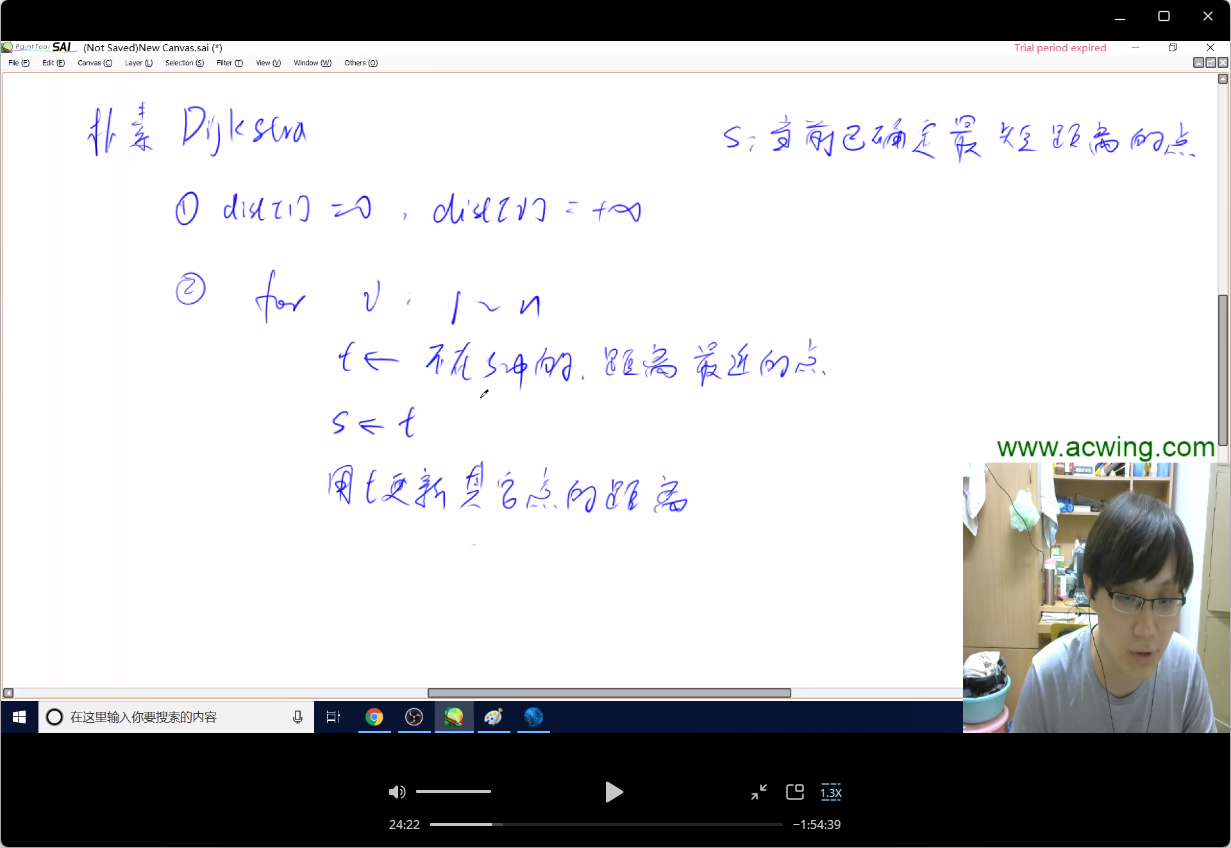 PaintTool SAI (Not Saved)New Canvas.sai (*) Trial period expired
File (F) Edit (E) Canvas (C) Layer (L) Selection (S) Filter (T) View (V) Window (W) Others (O)
朴素 Dijkstra
s: 当前已确定最短距离的点
① dist[1] = 0, dist[v] = +∞
② for v: 1 ~ n
t ← 不在s中的, 距离最近的点
s ← t
用t更新其它点的距离
www.acwing.com
在这里输入你要搜索的内容
1.3X
24:22 −1:54:39